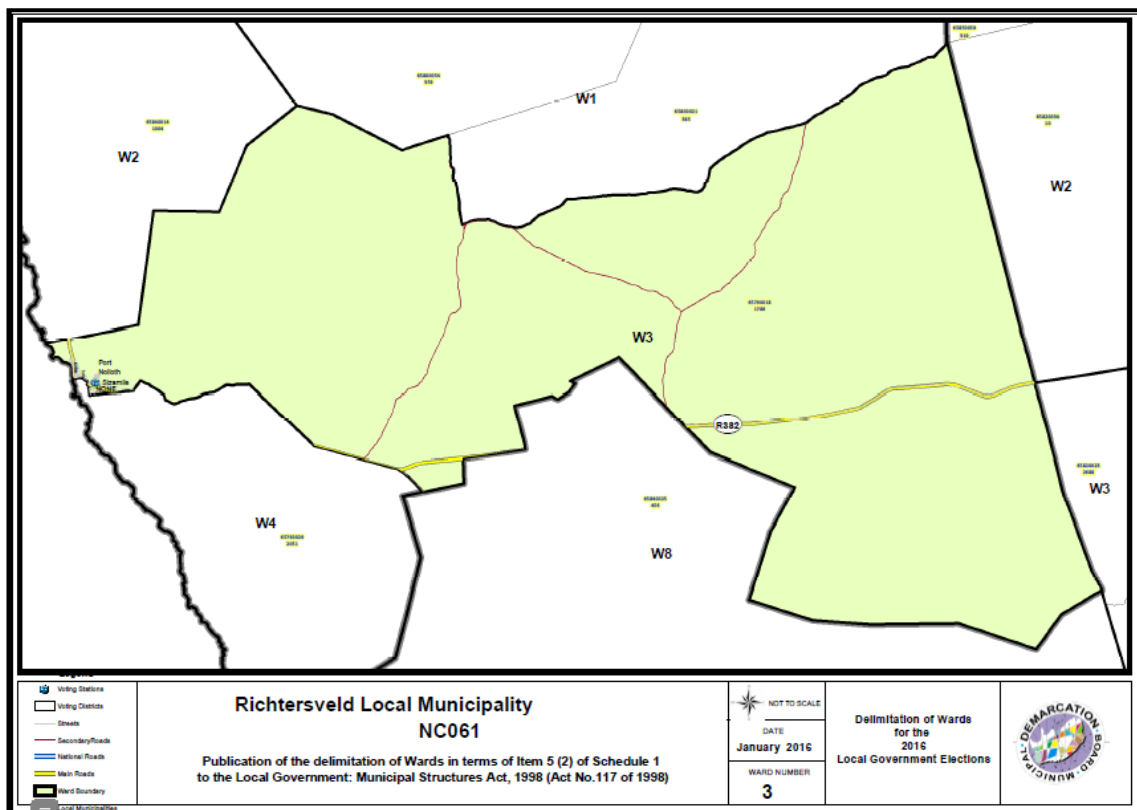 W1
W2
W2
W3
Port
Nolloth
Sizamile
NONE
R382
W3
W4
W8
Legend
Voting Stations
Voting Districts
Streets
SecondaryRoads
National Roads
Main Roads
Ward Boundary
Local Municipalities
Richtersveld Local Municipality
NC061
Publication of the delimitation of Wards in terms of Item 5 (2) of Schedule 1
to the Local Government: Municipal Structures Act, 1998 (Act No.117 of 1998)
NOT TO SCALE
DATE
January 2016
WARD NUMBER
3
Delimitation of Wards
for the
2016
Local Government Elections
MUNICIPAL DEMARCATION BOARD